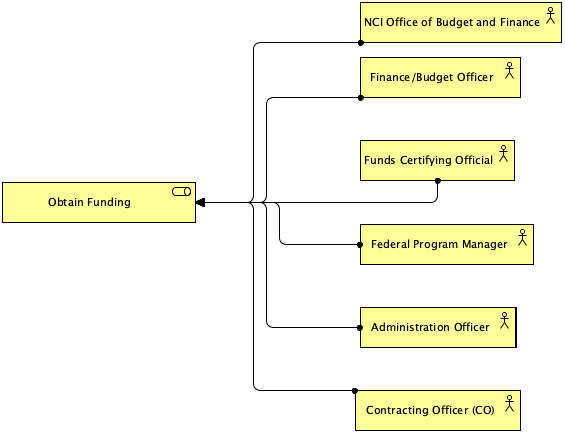 NCI Office of Budget and Finance
Finance/Budget Officer
Funds Certifying Official
Obtain Funding
Federal Program Manager
Administration Officer
Contracting Officer (CO)